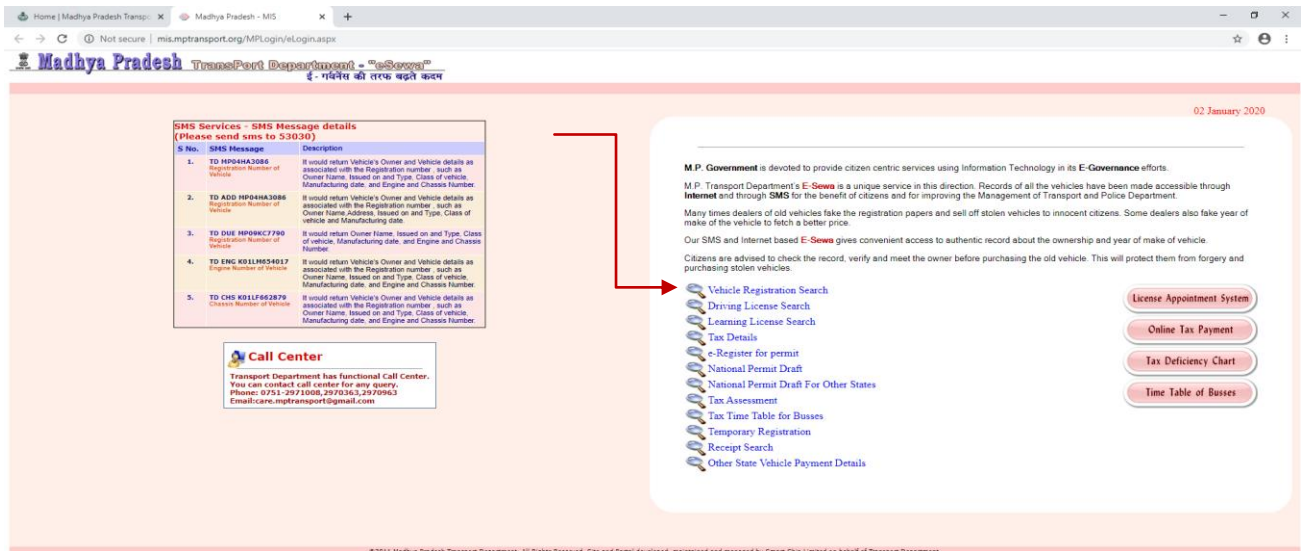 Home | Madhya Pradesh Transpo
Madhya Pradesh - MIS
Not secure | mis.mptransport.org/MPLogin/eLogin.aspx
Madhya Pradesh TransPort Department - "eSewa"
ई - गर्वनेंस की तरफ बढ़ते कदम
02 January 2020
SMS Services - SMS Message details
(Please send sms to 53030)
S No. SMS Message Description
1. TD MP04HA3086
Registration Number of
Vehicle
It would return Vehicle's Owner and Vehicle details as
associated with the Registration number , such as
Owner Name, Issued on and Type, Class of vehicle,
Manufacturing date, and Engine and Chassis Number.
2. TD ADD MP04HA3086
Registration Number of
Vehicle
It would return Vehicle's Owner and Vehicle details as
associated with the Registration number , such as
Owner Name,Address, Issued on and Type, Class of
vehicle and Manufacturing date.
3. TD DUE MP09KC7790
Registration Number of
Vehicle
It would return Owner Name, Issued on and Type, Class
of vehicle, Manufacturing date, and Engine and Chassis
Number.
4. TD ENG K01LM654017
Engine Number of Vehicle
It would return Vehicle's Owner and Vehicle details as
associated with the Registration number , such as
Owner Name, Issued on and Type, Class of vehicle,
Manufacturing date, and Engine and Chassis Number.
5. TD CHS K01LF662879
Chassis Number of Vehicle
It would return Vehicle's Owner and Vehicle details as
associated with the Registration number , such as
Owner Name, Issued on and Type, Class of vehicle,
Manufacturing date, and Engine and Chassis Number.
Call Center
Transport Department has functional Call Center.
You can contact call center for any query.
Phone: 0751-2971008,2970363,2970963
Email:care.mptransport@gmail.com
M.P. Government is devoted to provide citizen centric services using Information Technology in its E-Governance efforts.
M.P. Transport Department's E-Sewa is a unique service in this direction. Records of all the vehicles have been made accessible through
Internet and through SMS for the benefit of citizens and for improving the Management of Transport and Police Department.
Many times dealers of old vehicles fake the registration papers and sell off stolen vehicles to innocent citizens. Some dealers also fake year of
make of the vehicle to fetch a better price.
Our SMS and Internet based E-Sewa gives convenient access to authentic record about the ownership and year of make of vehicle.
Citizens are advised to check the record, verify and meet the owner before purchasing the old vehicle. This will protect them from forgery and
purchasing stolen vehicles.
Vehicle Registration Search
Driving License Search
Learning License Search
Tax Details
e-Register for permit
National Permit Draft
National Permit Draft For Other States
Tax Assessment
Tax Time Table for Busses
Temporary Registration
Receipt Search
Other State Vehicle Payment Details
License Appointment System
Online Tax Payment
Tax Deficiency Chart
Time Table of Busses